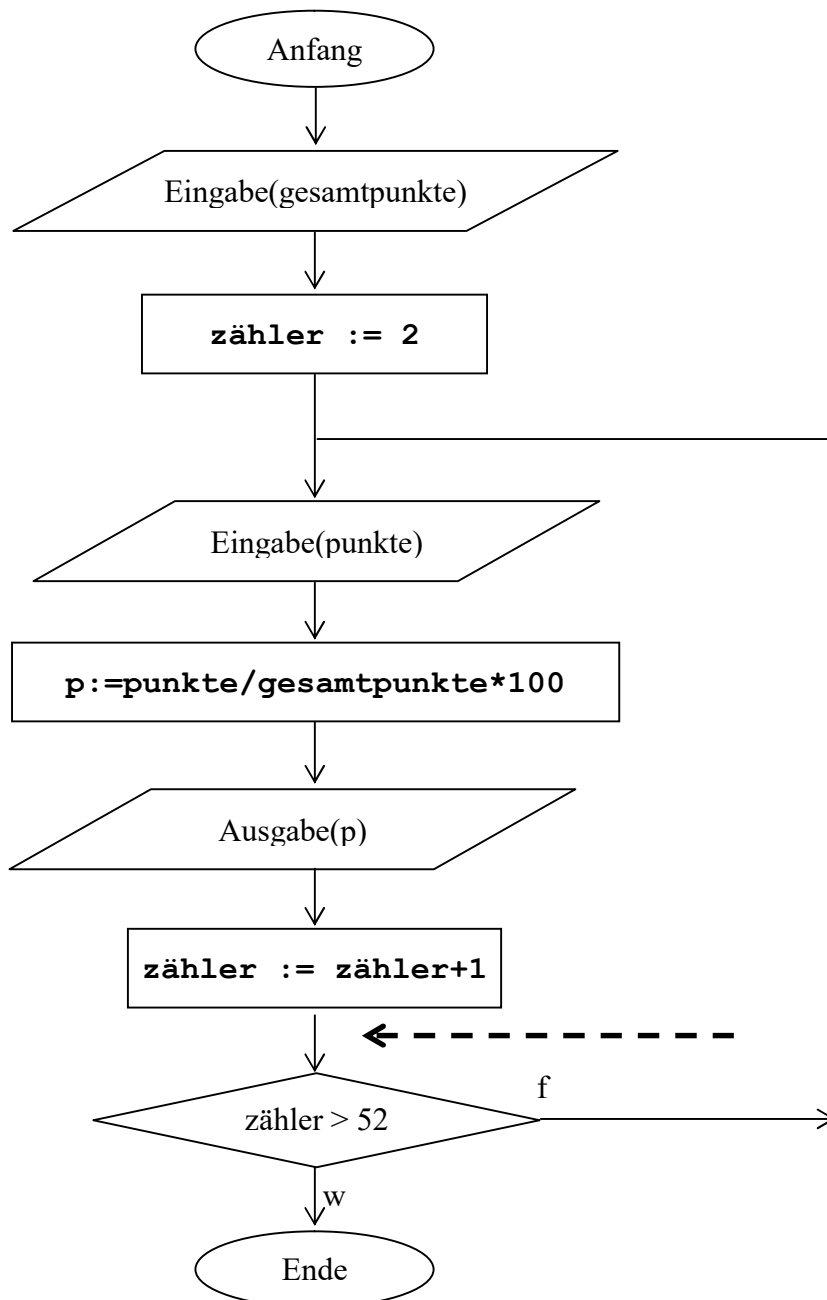 Anfang
Eingabe(gesamtpunkte)
zähler := 2
Eingabe(punkte)
p:=punkte/gesamtpunkte*100
Ausgabe(p)
zähler := zähler+1
f
zähler > 52
w
Ende